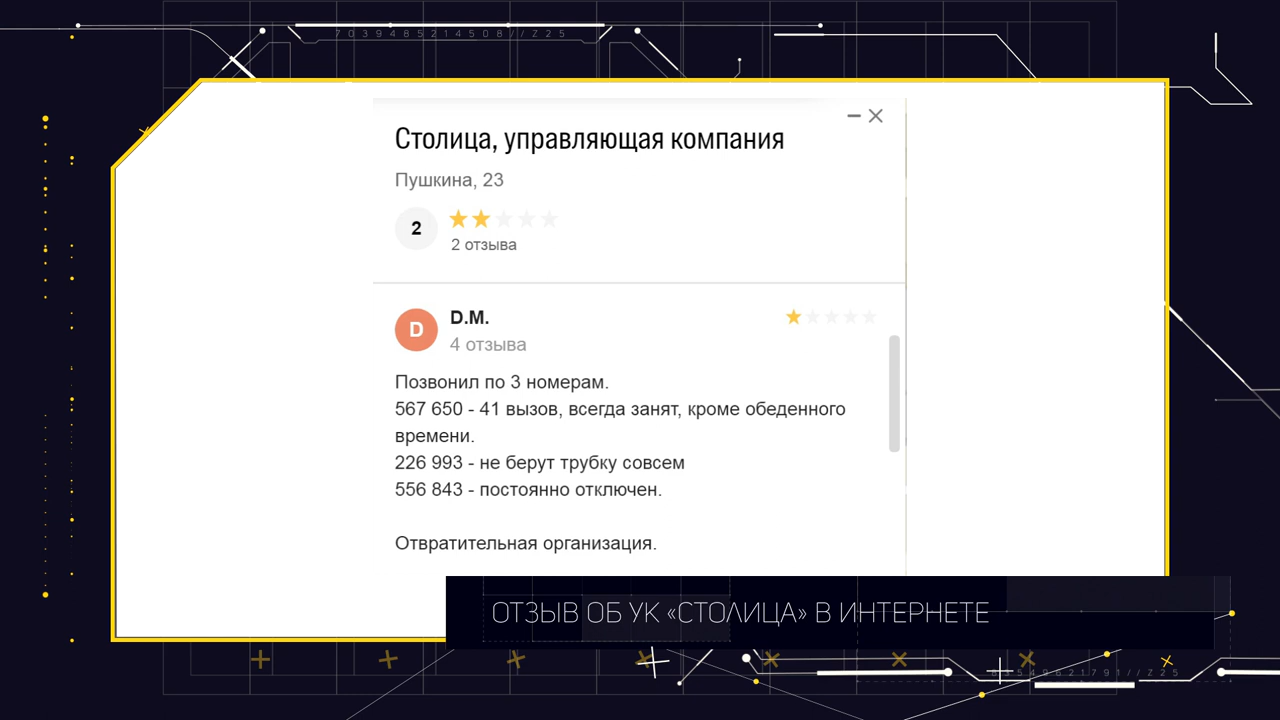 7039485214508//Z25
Столица, управляющая компания
Пушкина, 23
2
2 отзыва
D
D.M.
4 отзыва
Позвонил по 3 номерам.
567 650 - 41 вызов, всегда занят, кроме обеденного
времени.
226 993 - не берут трубку совсем
556 843 - постоянно отключен.
Отвратительная организация.
ОТЗЫВ ОБ УК «СТОЛИЦА» В ИНТЕРНЕТЕ